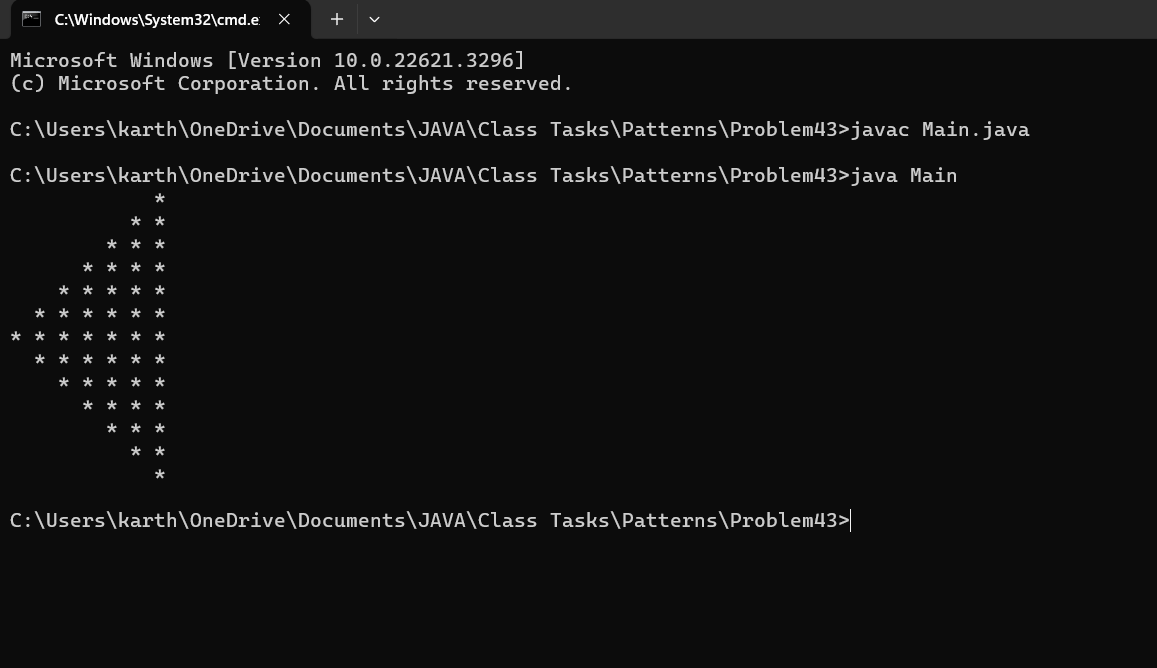 C:\Windows\System32\cmd.e
Microsoft Windows [Version 10.0.22621.3296]
(c) Microsoft Corporation. All rights reserved.
C:\Users\karth\OneDrive\Documents\JAVA\Class Tasks\Patterns\Problem43>javac Main.java
C:\Users\karth\OneDrive\Documents\JAVA\Class Tasks\Patterns\Problem43>java Main
            *
          * *
        * * *
      * * * *
    * * * * *
  * * * * * *
* * * * * * *
  * * * * * *
    * * * * *
      * * * *
        * * *
          * *
            *
C:\Users\karth\OneDrive\Documents\JAVA\Class Tasks\Patterns\Problem43>